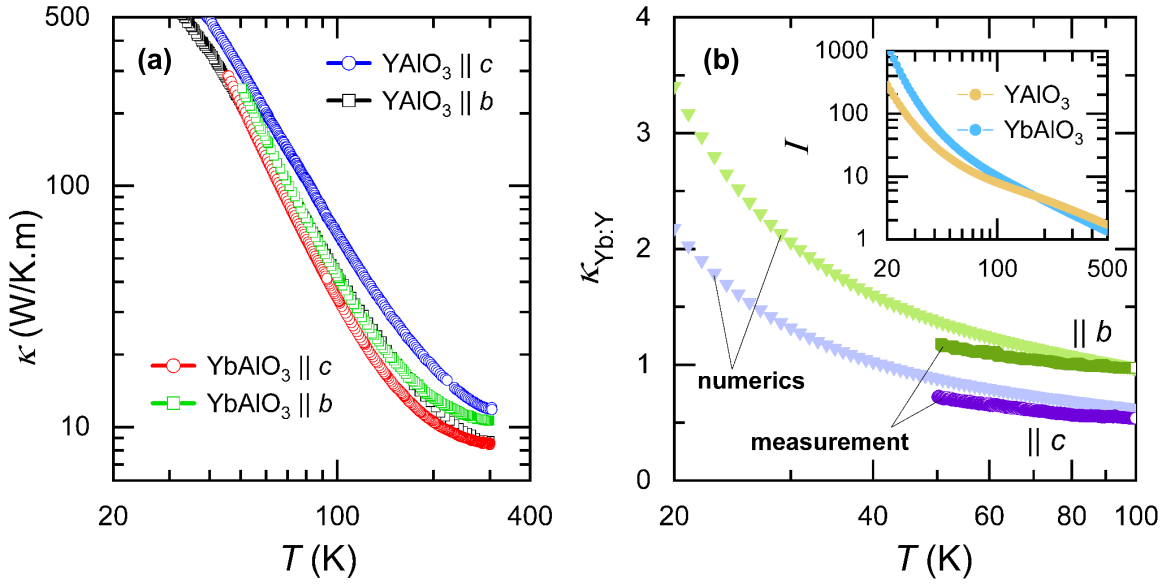 (a)
500
100
10
κ (W/K.m)
YAlO3 || c
YAlO3 || b
YbAlO3 || c
YbAlO3 || b
20
100
400
T (K)
(b)
4
3
2
1
0
κYb:Y
numerics
measurement
|| b
|| c
20
40
60
80
100
T (K)
1000
100
10
1
I
YAlO3
YbAlO3
20
100
500